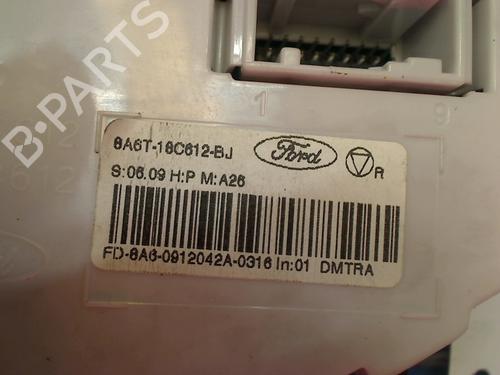 B-PARTS
1 9
8A6T-18C612-BJ Ford
R
S:06.09 H:P M:A26
FD-8A6-0912042A-0316 In:01 DMTRA